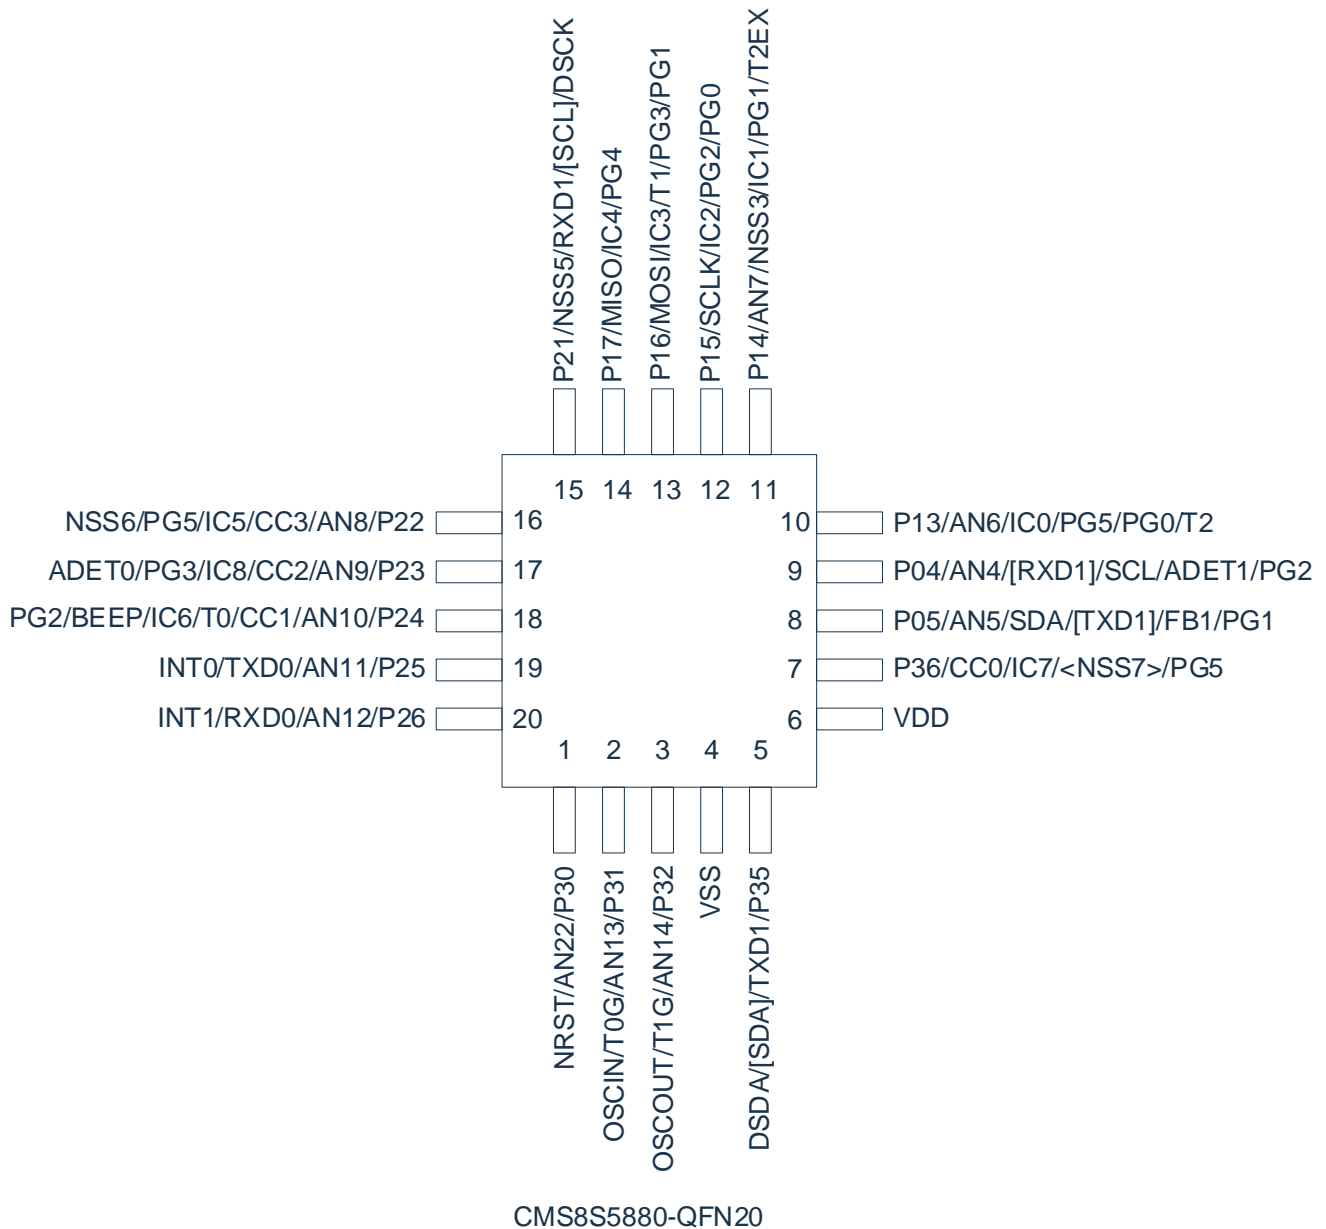 P21/NSS5/RXD1/[SCL]/DSCK
P17/MISO/IC4/PG4
P16/MOSI/IC3/T1/PG3/PG1
P15/SCLK/IC2/PG2/PG0
P14/AN7/NSS3/IC1/PG1/T2EX
15 14 13 12 11
NSS6/PG5/IC5/CC3/AN8/P22 16
10 P13/AN6/IC0/PG5/PG0/T2
ADET0/PG3/IC8/CC2/AN9/P23 17
9 P04/AN4/[RXD1]/SCL/ADET1/PG2
PG2/BEEP/IC6/T0/CC1/AN10/P24 18
8 P05/AN5/SDA/[TXD1]/FB1/PG1
INT0/TXD0/AN11/P25 19
7 P36/CC0/IC7/<NSS7>/PG5
INT1/RXD0/AN12/P26 20
6 VDD
1 2 3 4 5
NRST/AN22/P30
OSCIN/T0G/AN13/P31
OSCOUT/T1G/AN14/P32
VSS
DSDA/[SDA]/TXD1/P35
CMS8S5880-QFN20